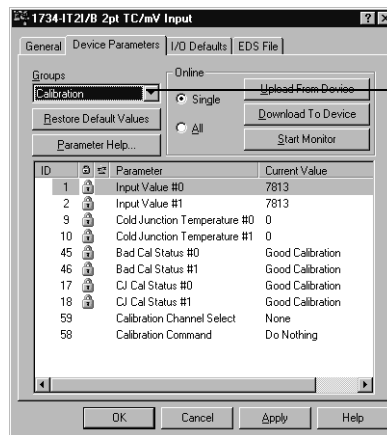 1734-IT2I/B 2pt TC/mV Input
General Device Parameters I/O Defaults EDS File
Groups
Calibration
Restore Default Values
Parameter Help...
Online
Single
All
Upload From Device
Download To Device
Start Monitor
ID Parameter Current Value
1 Input Value #0 7813
2 Input Value #1 7813
9 Cold Junction Temperature #0 0
10 Cold Junction Temperature #1 0
45 Bad Cal Status #0 Good Calibration
46 Bad Cal Status #1 Good Calibration
17 CJ Cal Status #0 Good Calibration
18 CJ Cal Status #1 Good Calibration
59 Calibration Channel Select None
58 Calibration Command Do Nothing
OK Cancel Apply Help